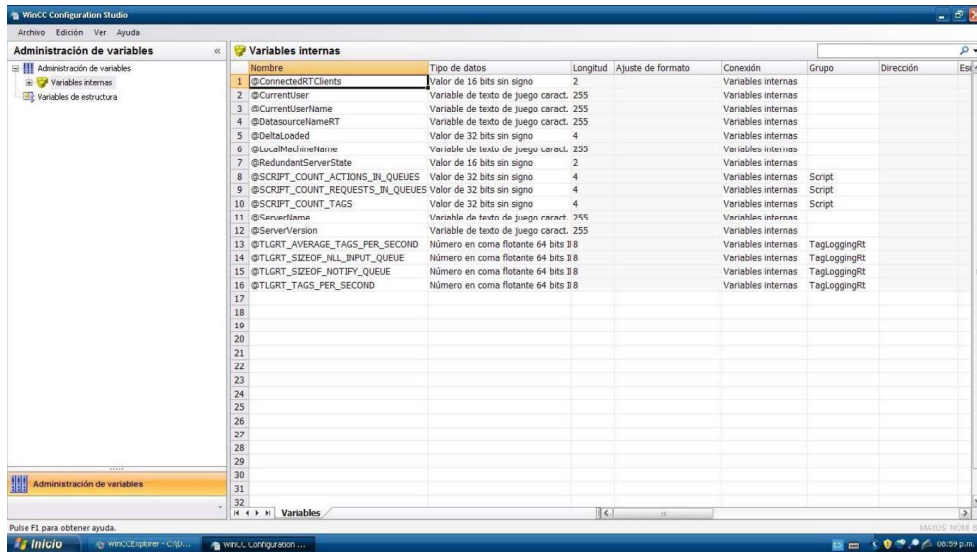 WinCC Configuration Studio
Archivo Edición Ver Ayuda
Administración de variables «
Variables internas
Administración de variables
Variables internas
Variables de estructura
Nombre Tipo de datos Longitud Ajuste de formato Conexión Grupo Dirección
1 @ConnectedRTClients Valor de 16 bits sin signo 2 Variables internas
2 @CurrentUser Variable de texto de juego caract. 255 Variables internas
3 @CurrentUserName Variable de texto de juego caract. 255 Variables internas
4 @DatasourceNameRT Variable de texto de juego caract. 255 Variables internas
5 @DeltaLoaded Valor de 32 bits sin signo 4 Variables internas
6 @LocalMachineName Variable de texto de juego caract. 255 Variables internas
7 @RedundantServerState Valor de 16 bits sin signo 2 Variables internas
8 @SCRIPT_COUNT_ACTIONS_IN_QUEUES Valor de 32 bits sin signo 4 Variables internas Script
9 @SCRIPT_COUNT_REQUESTS_IN_QUEUES Valor de 32 bits sin signo 4 Variables internas Script
10 @SCRIPT_COUNT_TAGS Valor de 32 bits sin signo 4 Variables internas Script
11 @ServerName Variable de texto de juego caract. 255 Variables internas
12 @ServerVersion Variable de texto de juego caract. 255 Variables internas
13 @TLGRT_AVERAGE_TAGS_PER_SECOND Número en coma flotante 64 bits 8 Variables internas TagLoggingRt
14 @TLGRT_SIZEOF_NLL_INPUT_QUEUE Número en coma flotante 64 bits 8 Variables internas TagLoggingRt
15 @TLGRT_SIZEOF_NOTIFY_QUEUE Número en coma flotante 64 bits 8 Variables internas TagLoggingRt
16 @TLGRT_TAGS_PER_SECOND Número en coma flotante 64 bits 8 Variables internas TagLoggingRt
17
18
19
20
21
22
23
24
25
26
27
28
29
30
31
32
Administración de variables
Variables
Pulse F1 para obtener ayuda.
MAYÚS NÚM
Inicio WinCCExplorer - C:\D... WinCC Configuration ... 06:59 p.m.